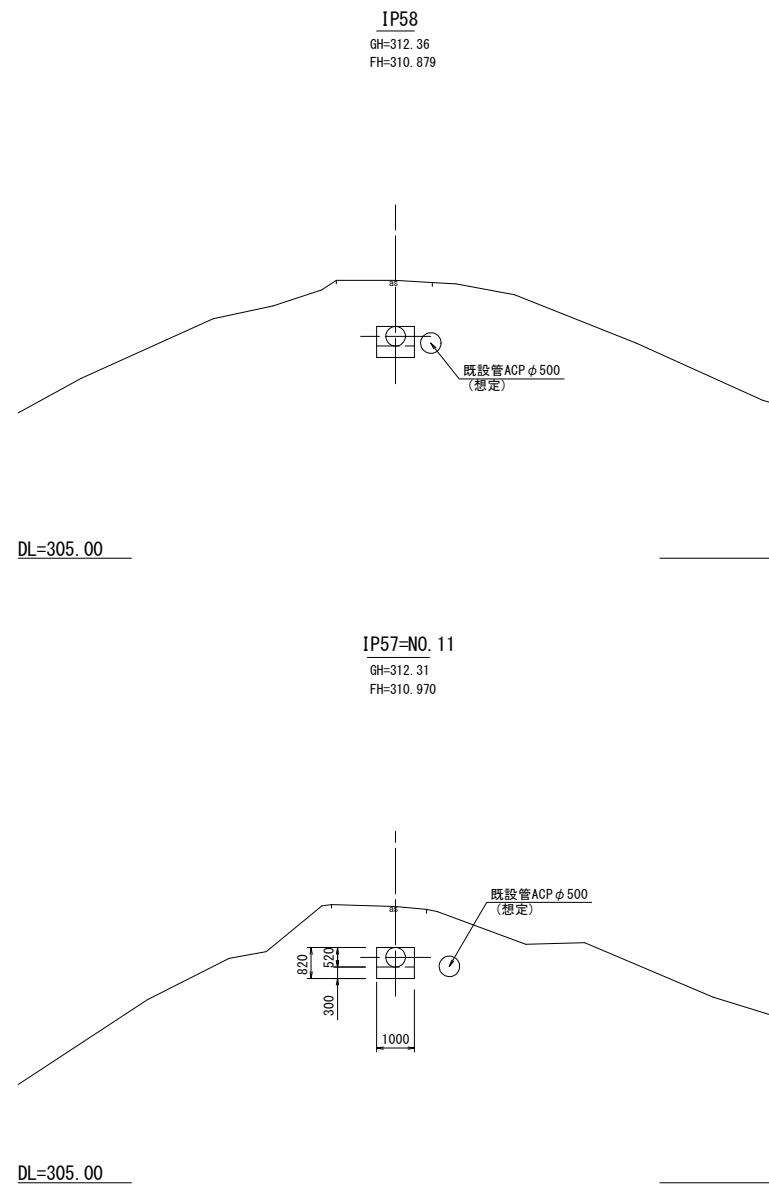 IP58
GH=312.36
FH=310.879
as
既設管ACPφ500
(想定)
DL=305.00
IP57=NO.11
GH=312.31
FH=310.970
as
既設管ACPφ500
(想定)
820
520
300
1000
DL=305.00